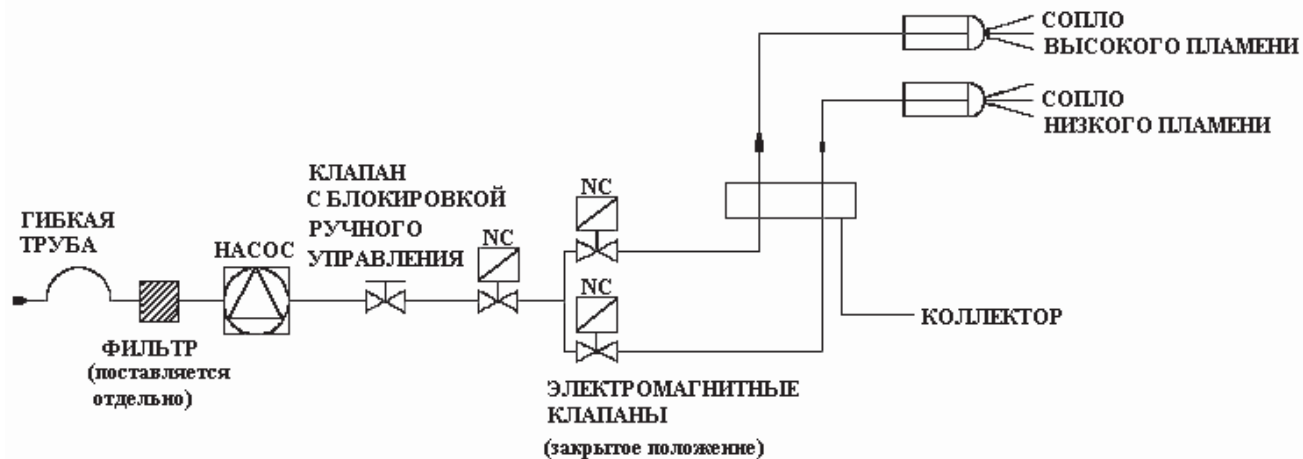 СОПЛО
ВЫСОКОГО ПЛАМЕНИ
СОПЛО
НИЗКОГО ПЛАМЕНИ
КЛАПАН
С БЛОКИРОВКОЙ
РУЧНОГО
УПРАВЛЕНИЯ
NC
NC
NC
ГИБКАЯ
ТРУБА
НАСОС
КОЛЛЕКТОР
ФИЛЬТР
(поставляется
отдельно)
ЭЛЕКТРОМАГНИТНЫЕ
КЛАПАНЫ
(закрытое положение)